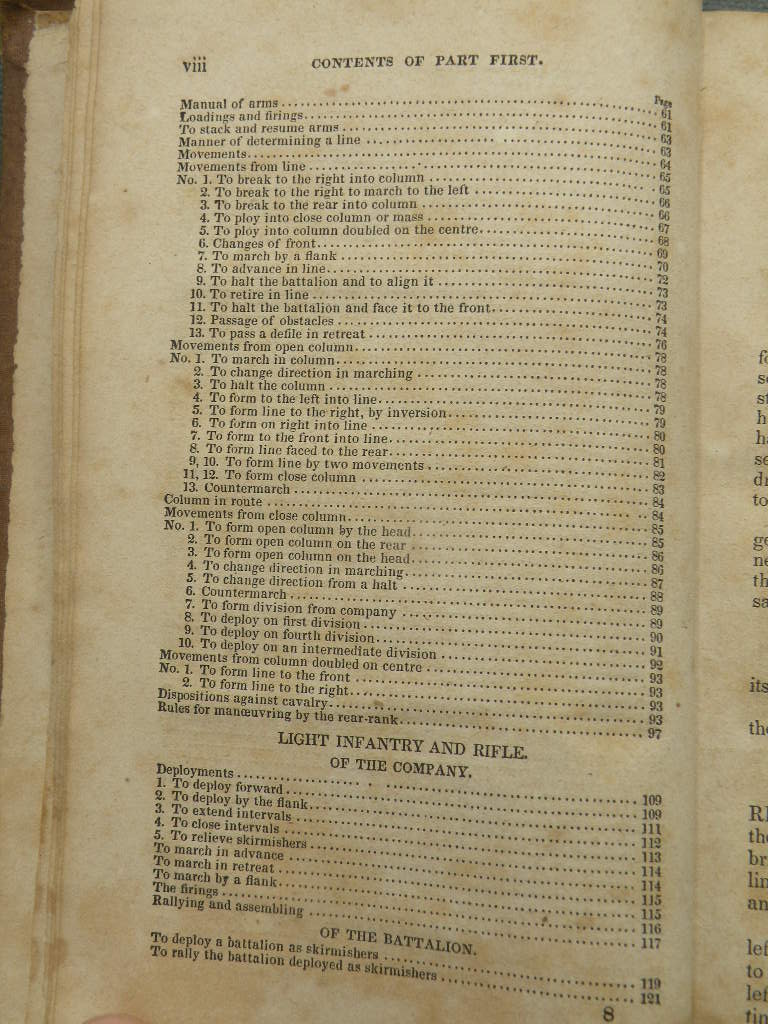 viii CONTENTS OF PART FIRST.
Page
Manual of arms 61
Loadings and firings 61
To stack and resume arms 63
Manner of determining a line 63
Movements 64
Movements from line 65
No. 1. To break to the right into column 65
2. To break to the right to march to the left 66
3. To break to the rear into column 66
4. To ploy into close column or mass 67
5. To ploy into column doubled on the centre 68
6. Changes of front 69
7. To march by a flank 70
8. To advance in line 72
9. To halt the battalion and to align it 73
10. To retire in line 73
11. To halt the battalion and face it to the front 74
12. Passage of obstacles 74
13. To pass a defile in retreat 76
Movements from open column 78
No. 1. To march in column 78
2. To change direction in marching 78
3. To halt the column 78
4. To form to the left into line 79
5. To form line to the right, by inversion 79
6. To form on right into line 80
7. To form to the front into line 80
8. To form line faced to the rear 81
9, 10. To form line by two movements 82
11, 12. To form close column 83
13. Countermarch 84
Column in route 84
Movements from close column 85
No. 1. To form open column by the head 85
2. To form open column on the rear 86
3. To form open column on the head 86
4. To change direction in marching 87
5. To change direction from a halt 88
6. Countermarch 89
7. To form division from company 89
8. To deploy on first division 90
9. To deploy on fourth division 91
10. To deploy on an intermediate division 92
Movements from column doubled on centre 93
No. 1. To form line to the front 93
2. To form line to the right 93
Dispositions against cavalry 93
Rules for manœuvring by the rear-rank 97
LIGHT INFANTRY AND RIFLE.
OF THE COMPANY.
Deployments 109
1. To deploy forward 109
2. To deploy by the flank 111
3. To extend intervals 112
4. To close intervals 113
5. To relieve skirmishers 114
To march in advance 114
To march in retreat 115
To march by a flank 115
The firings 116
Rallying and assembling 117
OF THE BATTALION.
To deploy a battalion as skirmishers 119
To rally the battalion deployed as skirmishers 121
8